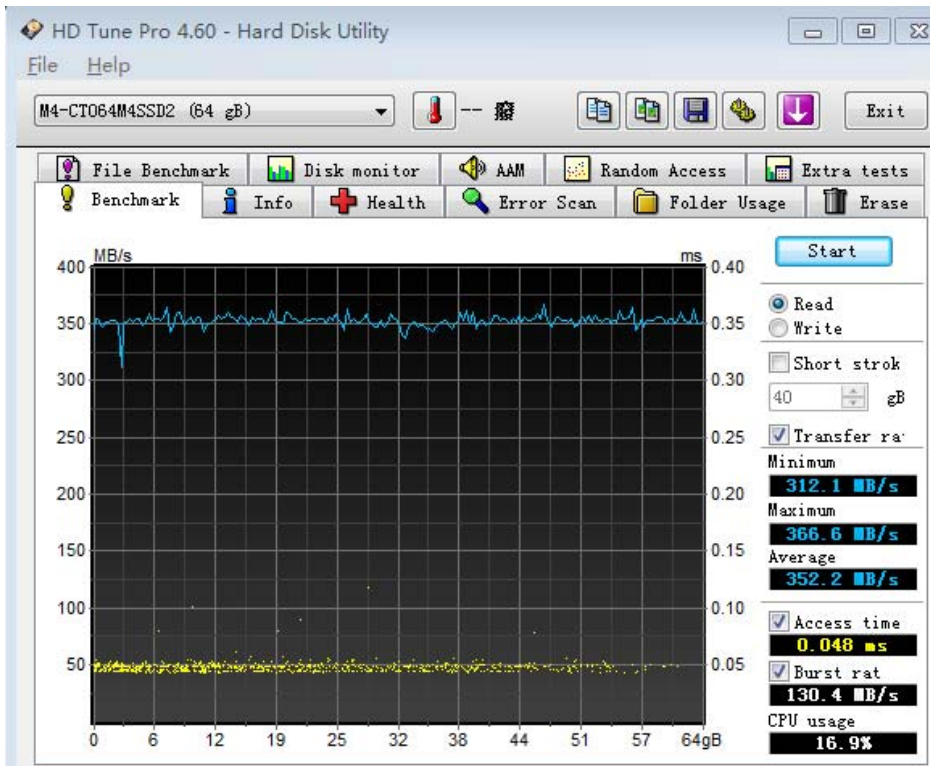 HD Tune Pro 4.60 - Hard Disk Utility
File Help
M4-CT064M4SSD2 (64 gB)
-- 癈
Exit
File Benchmark Disk monitor AAM Random Access Extra tests
Benchmark Info Health Error Scan Folder Usage Erase
MB/s ms
Start
400 0.40
350 0.35
300 0.30
250 0.25
200 0.20
150 0.15
100 0.10
50 0.05
0 6 12 19 25 32 38 44 51 57 64gB
Read
Write
Short strok
40 gB
Transfer ra
Minimum
312.1 MB/s
Maximum
366.6 MB/s
Average
352.2 MB/s
Access time
0.048 ms
Burst rat
130.4 MB/s
CPU usage
16.9%